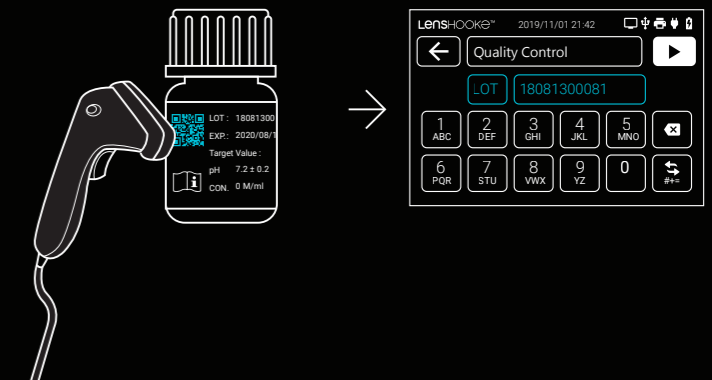 LOT : 18081300
EXP.: 2020/08/1
Target Value :
pH 7.2 ± 0.2
CON. 0 M/ml
LENSHOOKE™ 2019/11/01 21:42
Quality Control
LOT 18081300081
1 2 3 4 5
ABC DEF GHI JKL MNO
6 7 8 9 0
PQR STU VWX YZ #+=